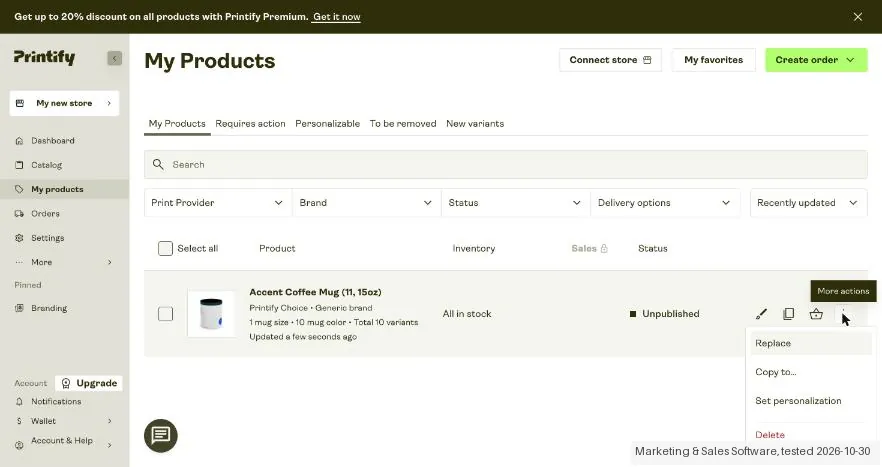 Get up to 20% discount on all products with Printify Premium. Get it now
Printify
My Products
Connect store
My favorites
Create order
My new store
My Products
Requires action
Personalizable
To be removed
New variants
Dashboard
Catalog
My products
Orders
Settings
More
Pinned
Branding
Search
Print Provider
Brand
Status
Delivery options
Recently updated
Select all
Product
Inventory
Sales
Status
Accent Coffee Mug (11, 15oz)
Printify Choice • Generic brand
1 mug size • 10 mug color • Total 10 variants
Updated a few seconds ago
All in stock
Unpublished
More actions
Replace
Copy to...
Set personalization
Delete
Account
Upgrade
Notifications
Wallet
Account & Help
Marketing & Sales Software, tested 2026-10-30